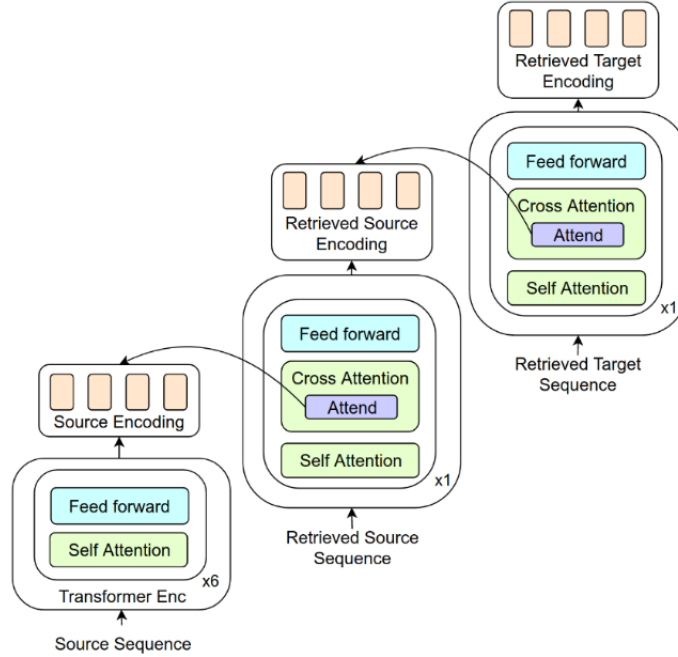 Retrieved Target
Encoding
Feed forward
Cross Attention
Attend
Self Attention
x1
Retrieved Target
Sequence
Retrieved Source
Encoding
Feed forward
Cross Attention
Attend
Self Attention
x1
Retrieved Source
Sequence
Source Encoding
Feed forward
Self Attention
x6
Transformer Enc
Source Sequence